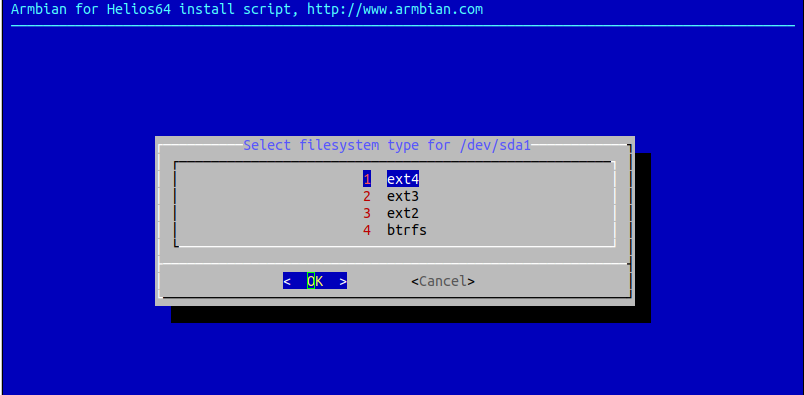 Armbian for Helios64 install script, http://www.armbian.com
Select filesystem type for /dev/sda1
1 ext4
2 ext3
3 ext2
4 btrfs
< OK > <Cancel>